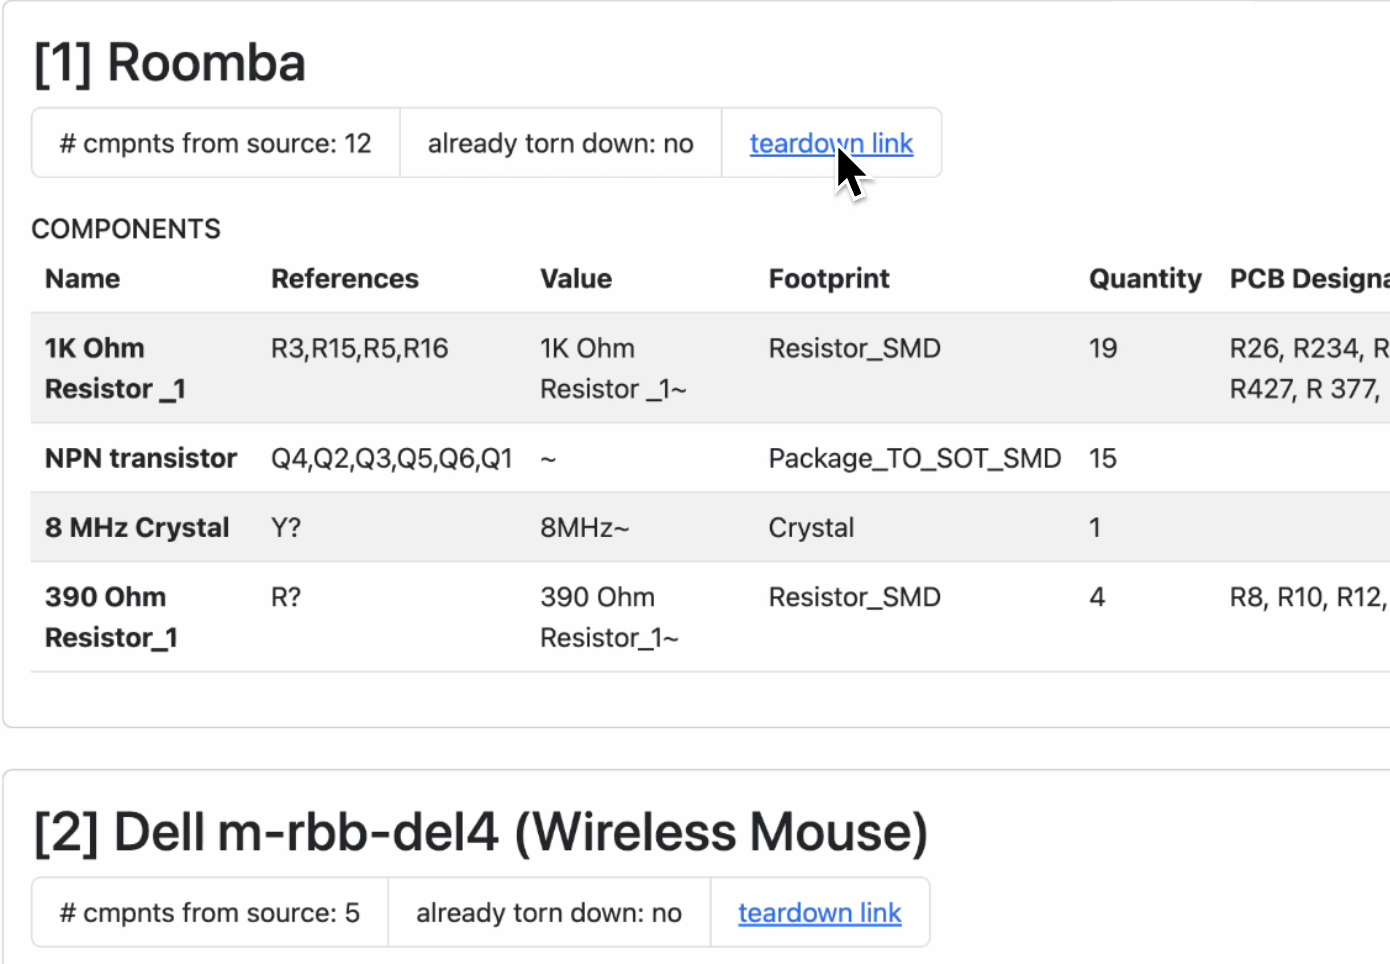 [1] Roomba
# cmpnts from source: 12 already torn down: no teardown link
COMPONENTS
Name References Value Footprint Quantity PCB Designa
1K Ohm R3,R15,R5,R16 1K Ohm Resistor_SMD 19 R26, R234, R
Resistor _1 Resistor _1~ R427, R 377,
NPN transistor Q4,Q2,Q3,Q5,Q6,Q1 ~ Package_TO_SOT_SMD 15
8 MHz Crystal Y? 8MHz~ Crystal 1
390 Ohm R? 390 Ohm Resistor_SMD 4 R8, R10, R12,
Resistor_1 Resistor_1~
[2] Dell m-rbb-del4 (Wireless Mouse)
# cmpnts from source: 5 already torn down: no teardown link